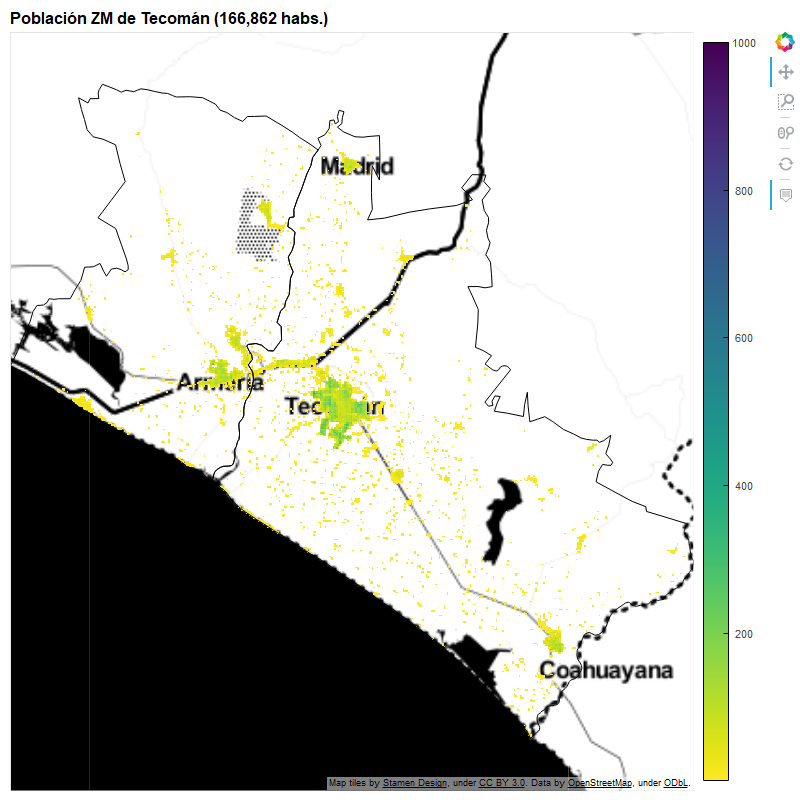 Población ZM de Tecomán (166,862 habs.)
1000
Madrid
800
600
Armería
Tecomán
400
200
Coahuayana
Map tiles by Stamen Design, under CC BY 3.0. Data by OpenStreetMap, under ODbL.